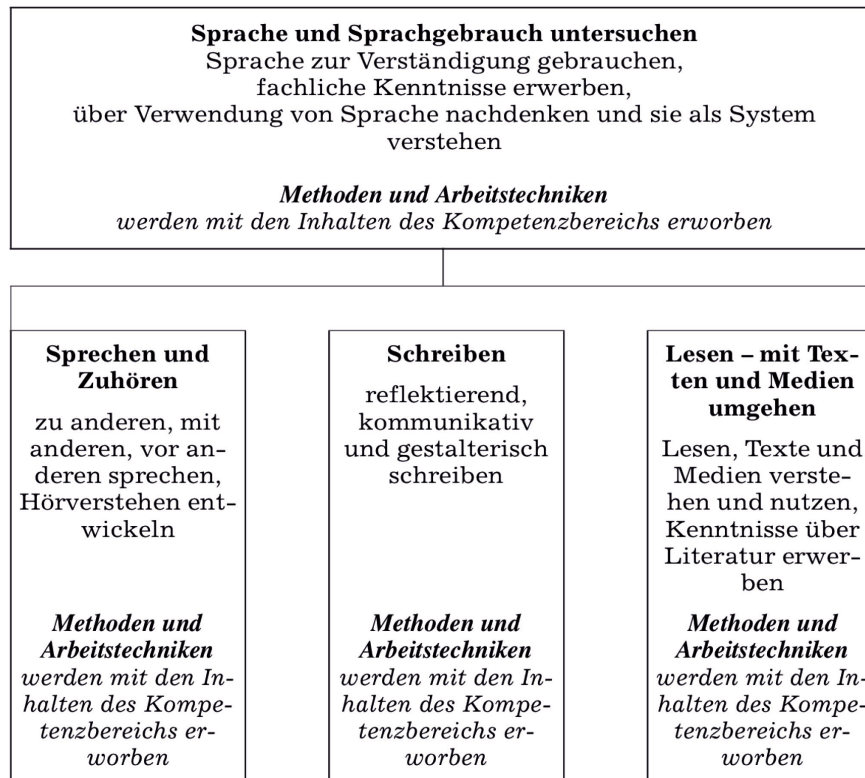 Sprache und Sprachgebrauch untersuchen
Sprache zur Verständigung gebrauchen,
fachliche Kenntnisse erwerben,
über Verwendung von Sprache nachdenken und sie als System
verstehen
Methoden und Arbeitstechniken
werden mit den Inhalten des Kompetenzbereichs erworben
Sprechen und
Zuhören
zu anderen, mit
anderen, vor an-
deren sprechen,
Hörverstehen ent-
wickeln
Methoden und
Arbeitstechniken
werden mit den In-
halten des Kompe-
tenzbereichs er-
worben
Schreiben
reflektierend,
kommunikativ
und gestalterisch
schreiben
Methoden und
Arbeitstechniken
werden mit den In-
halten des Kompe-
tenzbereichs er-
worben
Lesen – mit Tex-
ten und Medien
umgehen
Lesen, Texte und
Medien verste-
hen und nutzen,
Kenntnisse über
Literatur erwer-
ben
Methoden und
Arbeitstechniken
werden mit den In-
halten des Kompe-
tenzbereichs er-
worben